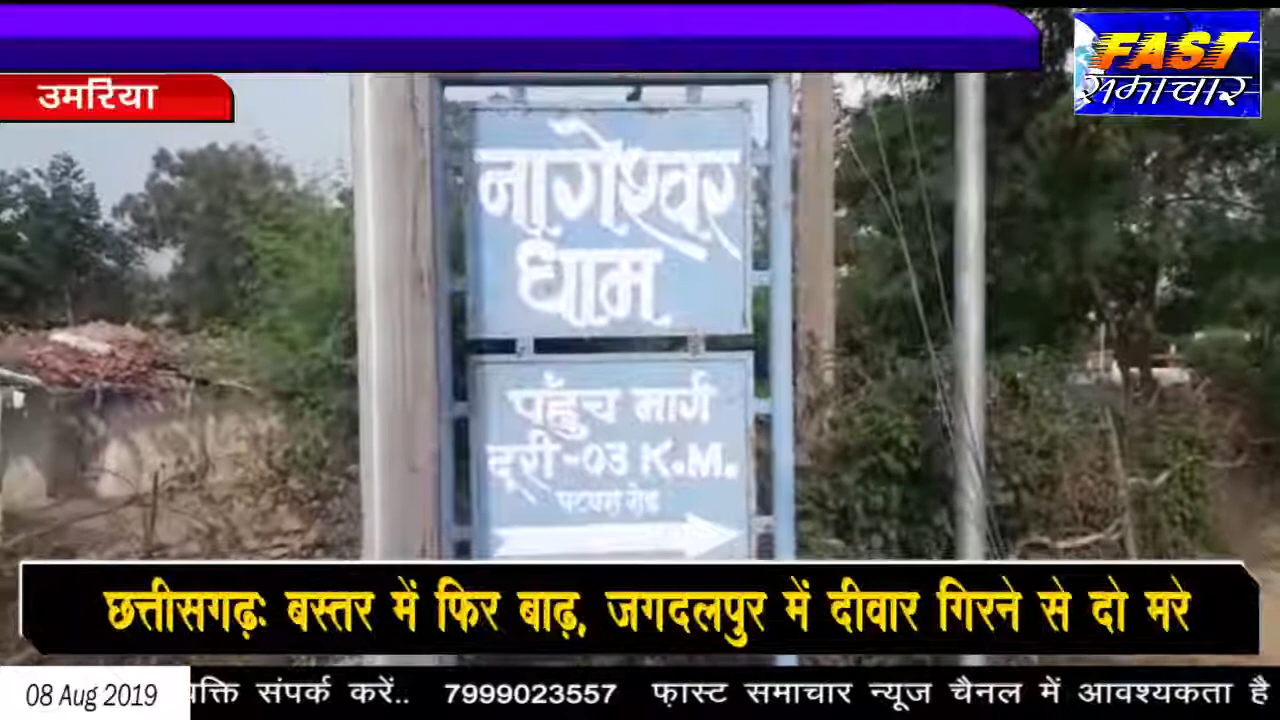 FAST
समाचार
उमरिया
नागेश्वर
धाम
पहुँच मार्ग
दूरी-03 K.M.
रोड
छत्तीसगढ़ः बस्तर में फिर बाढ़, जगदलपुर में दीवार गिरने से दो मरे
08 Aug 2019
संपर्क करें.. 7999023557 फ़ास्ट समाचार न्यूज चैनल में आवश्यकता है